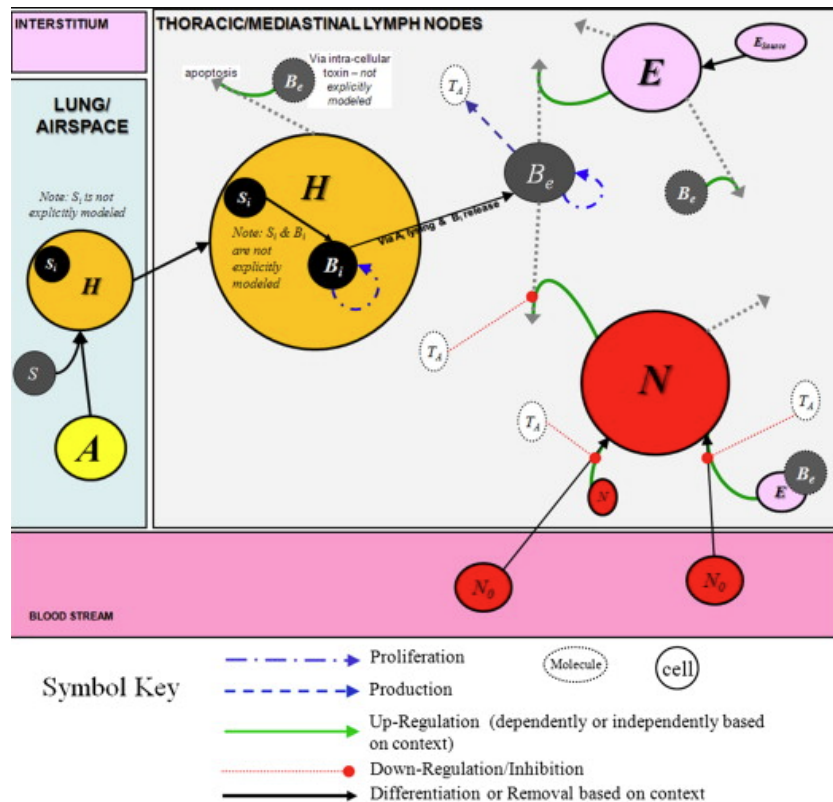 INTERSTITIUM
THORACIC/MEDIASTINAL LYMPH NODES
LUNG/
AIRSPACE
Note: Si is not
explicitly modeled
Si
H
S
A
apoptosis
Be
Via intra-cellular
toxin – not
explicitly
modeled
H
Si
Note: Si & Bi
are not
explicitly
modeled
Bi
Via Ai lysing & Bi release
TA
Be
E
ESource
Be
TA
N
TA
TA
N
E
Be
N0
N0
BLOOD STREAM
Symbol Key
Proliferation
Production
Up-Regulation (dependently or independently based
on context)
Down-Regulation/Inhibition
Differentiation or Removal based on context
Molecule
cell